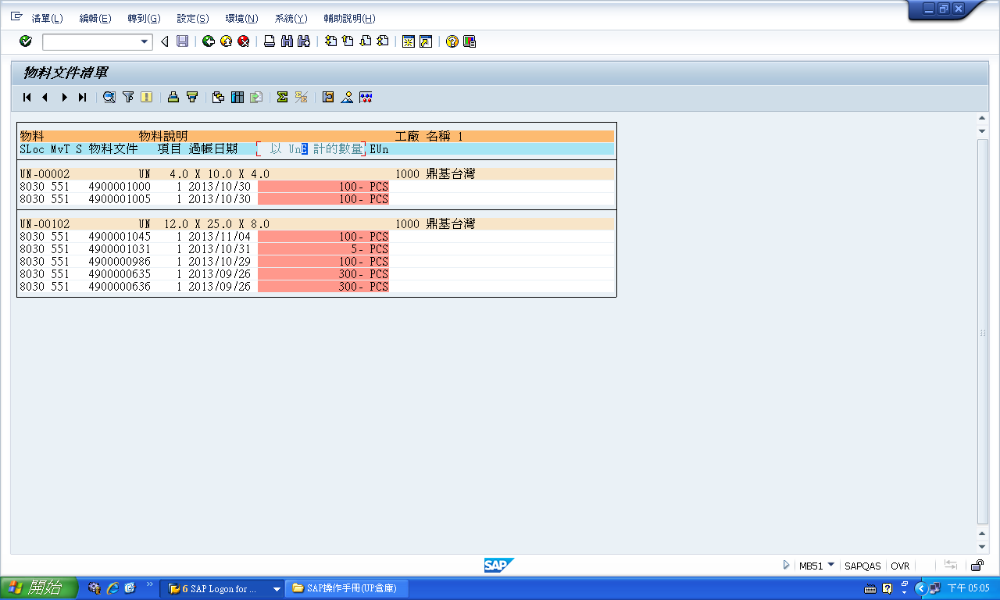 清單(L) 編輯(E) 轉到(G) 設定(S) 環境(N) 系統(Y) 輔助說明(H)
物料文件清單
物料 物料說明 工廠 名稱 1
SLoc MvT S 物料文件 項目 過帳日期 以 UnE 計的數量 EUn
UN-00002 UN 4.0 X 10.0 X 4.0 1000 鼎基台灣
8030 551 4900001000 1 2013/10/30 100- PCS
8030 551 4900001005 1 2013/10/30 100- PCS
UN-00102 UN 12.0 X 25.0 X 8.0 1000 鼎基台灣
8030 551 4900001045 1 2013/11/04 100- PCS
8030 551 4900001031 1 2013/10/31 5- PCS
8030 551 4900000986 1 2013/10/29 100- PCS
8030 551 4900000635 1 2013/09/26 300- PCS
8030 551 4900000636 1 2013/09/26 300- PCS
SAP MB51 SAPQAS OVR
開始 6 SAP Logon for ... SAP操作手冊(UP倉庫) 下午 05:05